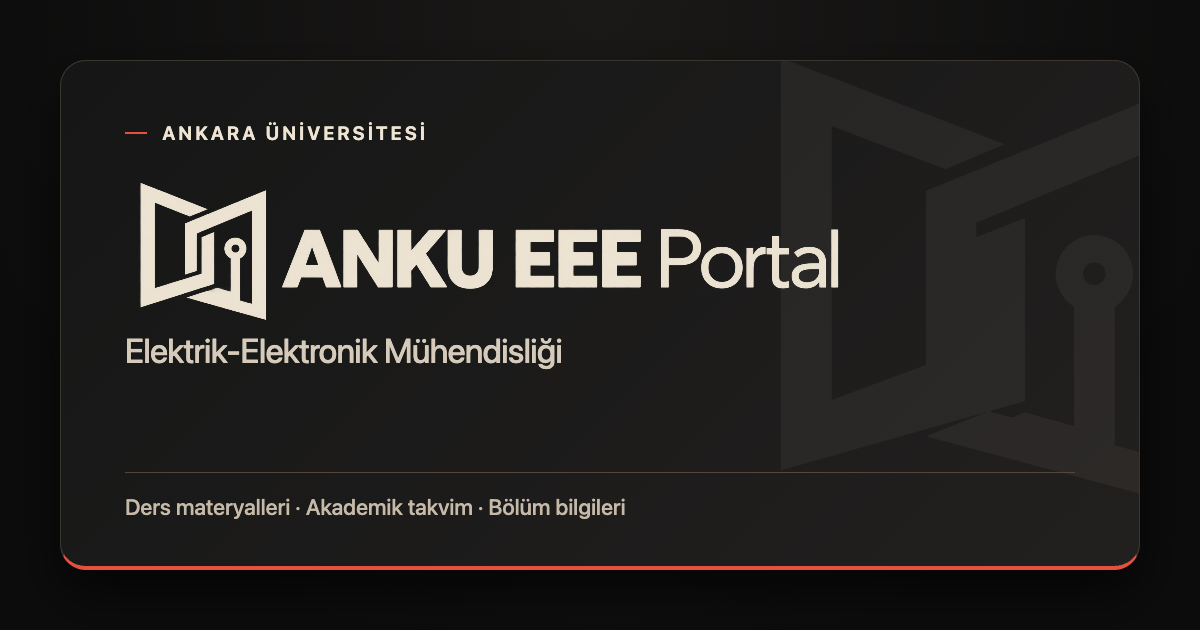 ANKARA ÜNİVERSİTESİ
ANKU EEE Portal
Elektrik-Elektronik Mühendisliği
Ders materyalleri · Akademik takvim · Bölüm bilgileri